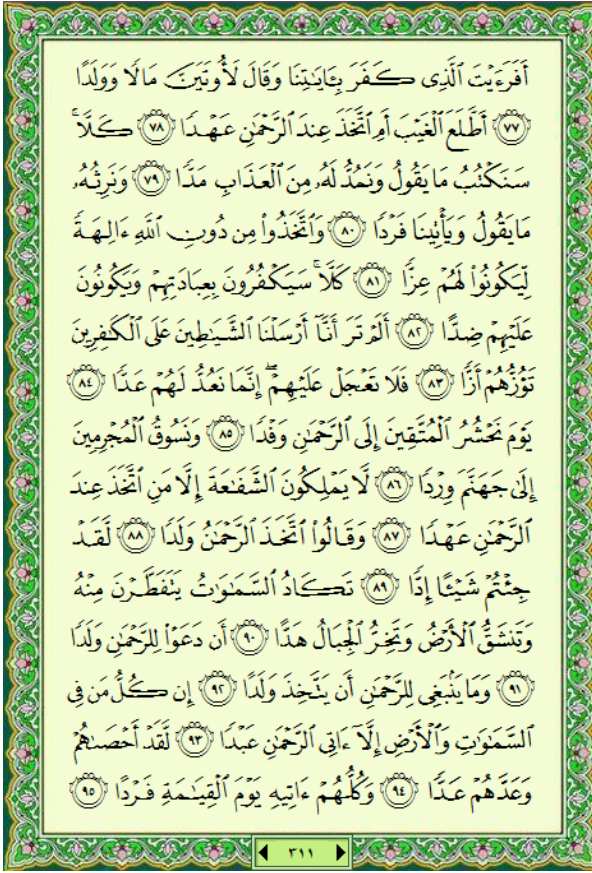 أَفَرَءَيْتَ ٱلَّذِى كَفَرَ بِـَٔايَـٰتِنَا وَقَالَ لَأُوتَيَنَّ مَالًا وَوَلَدًا
﴿٧٧﴾ أَطَّلَعَ ٱلْغَيْبَ أَمِ ٱتَّخَذَ عِندَ ٱلرَّحْمَـٰنِ عَهْدًا ﴿٧٨﴾ كَلَّا ۚ
سَنَكْتُبُ مَا يَقُولُ وَنَمُدُّ لَهُۥ مِنَ ٱلْعَذَابِ مَدًّا ﴿٧٩﴾ وَنَرِثُهُۥ
مَا يَقُولُ وَيَأْتِينَا فَرْدًا ﴿٨٠﴾ وَٱتَّخَذُوا۟ مِن دُونِ ٱللَّهِ ءَالِهَةً
لِّيَكُونُوا۟ لَهُمْ عِزًّا ﴿٨١﴾ كَلَّا ۚ سَيَكْفُرُونَ بِعِبَادَتِهِمْ وَيَكُونُونَ
عَلَيْهِمْ ضِدًّا ﴿٨٢﴾ أَلَمْ تَرَ أَنَّآ أَرْسَلْنَا ٱلشَّيَـٰطِينَ عَلَى ٱلْكَـٰفِرِينَ
تَؤُزُّهُمْ أَزًّا ﴿٨٣﴾ فَلَا تَعْجَلْ عَلَيْهِمْ ۖ إِنَّمَا نَعُدُّ لَهُمْ عَدًّا ﴿٨٤﴾
يَوْمَ نَحْشُرُ ٱلْمُتَّقِينَ إِلَى ٱلرَّحْمَـٰنِ وَفْدًا ﴿٨٥﴾ وَنَسُوقُ ٱلْمُجْرِمِينَ
إِلَىٰ جَهَنَّمَ وِرْدًا ﴿٨٦﴾ لَّا يَمْلِكُونَ ٱلشَّفَـٰعَةَ إِلَّا مَنِ ٱتَّخَذَ عِندَ
ٱلرَّحْمَـٰنِ عَهْدًا ﴿٨٧﴾ وَقَالُوا۟ ٱتَّخَذَ ٱلرَّحْمَـٰنُ وَلَدًا ﴿٨٨﴾ لَّقَدْ
جِئْتُمْ شَيْـًٔا إِدًّا ﴿٨٩﴾ تَكَادُ ٱلسَّمَـٰوَٰتُ يَتَفَطَّرْنَ مِنْهُ
وَتَنشَقُّ ٱلْأَرْضُ وَتَخِرُّ ٱلْجِبَالُ هَدًّا ﴿٩٠﴾ أَن دَعَوْا۟ لِلرَّحْمَـٰنِ وَلَدًا
﴿٩١﴾ وَمَا يَنۢبَغِى لِلرَّحْمَـٰنِ أَن يَتَّخِذَ وَلَدًا ﴿٩٢﴾ إِن كُلُّ مَن فِى
ٱلسَّمَـٰوَٰتِ وَٱلْأَرْضِ إِلَّآ ءَاتِى ٱلرَّحْمَـٰنِ عَبْدًا ﴿٩٣﴾ لَّقَدْ أَحْصَىٰهُمْ
وَعَدَّهُمْ عَدًّا ﴿٩٤﴾ وَكُلُّهُمْ ءَاتِيهِ يَوْمَ ٱلْقِيَـٰمَةِ فَرْدًا ﴿٩٥﴾
٣١١